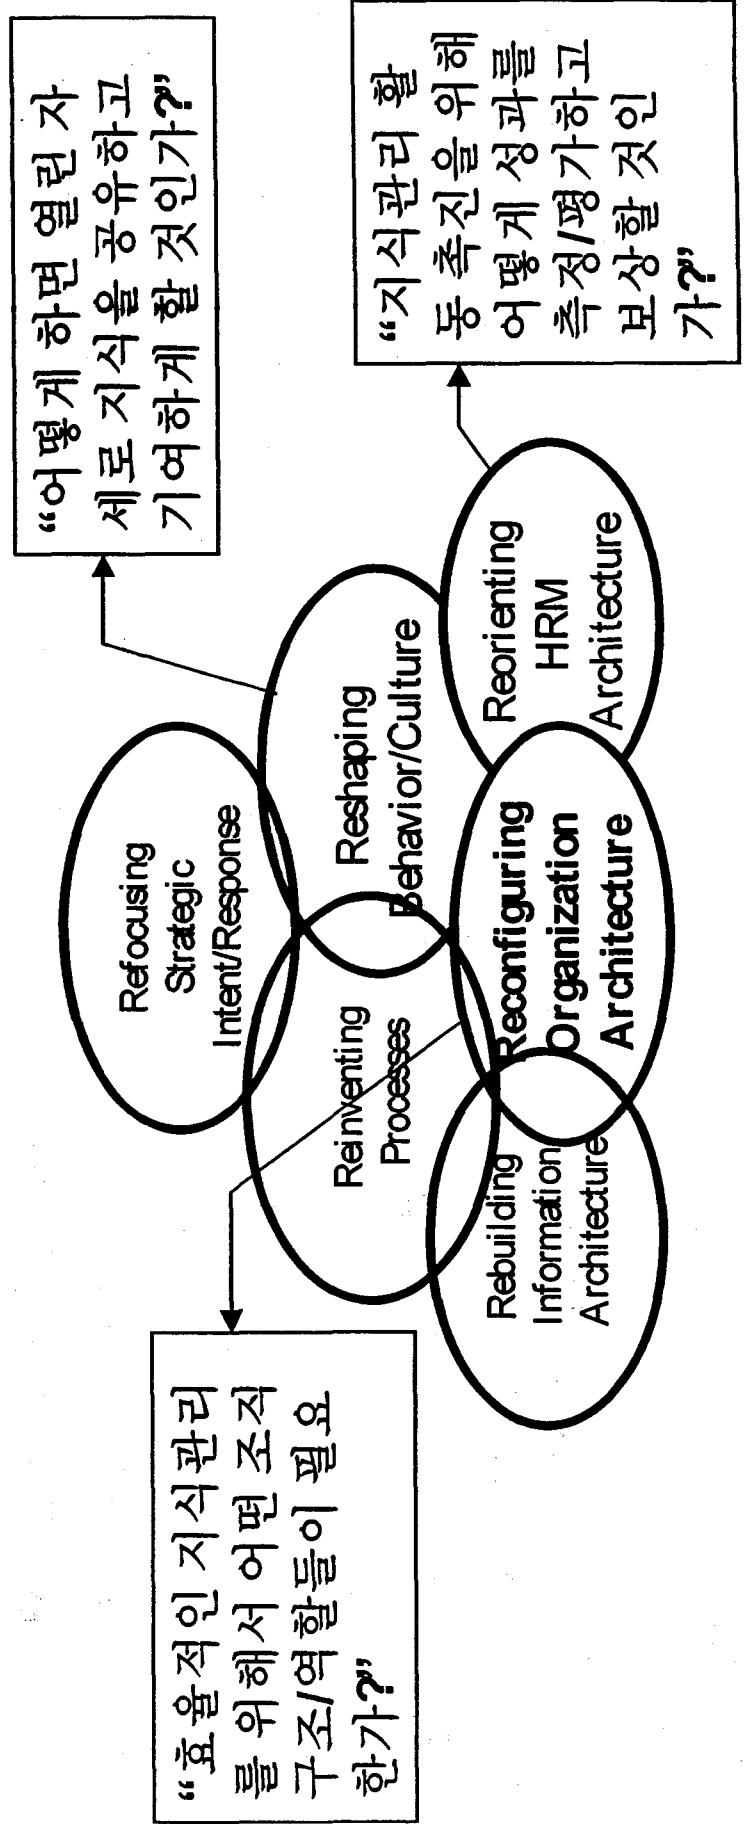 “어떻게 하면 열린 자
세로 지식을 공유하고
기여하게 할 것인가?”
Refocusing
Strategic
Intent/Response
“효율적인 지식관리
를 위해서 어떤 조직
구조/역할들이 필요
한가?”
Reinventing
Processes
Reshaping
Behavior/Culture
“지식관리 활
동 촉진을 위해
어떻게 성과를
측정/평가하고
보상할 것인
가?”
Rebuilding
Information
Architecture
Reconfiguring
Organization
Architecture
Reorienting
HRM
Architecture